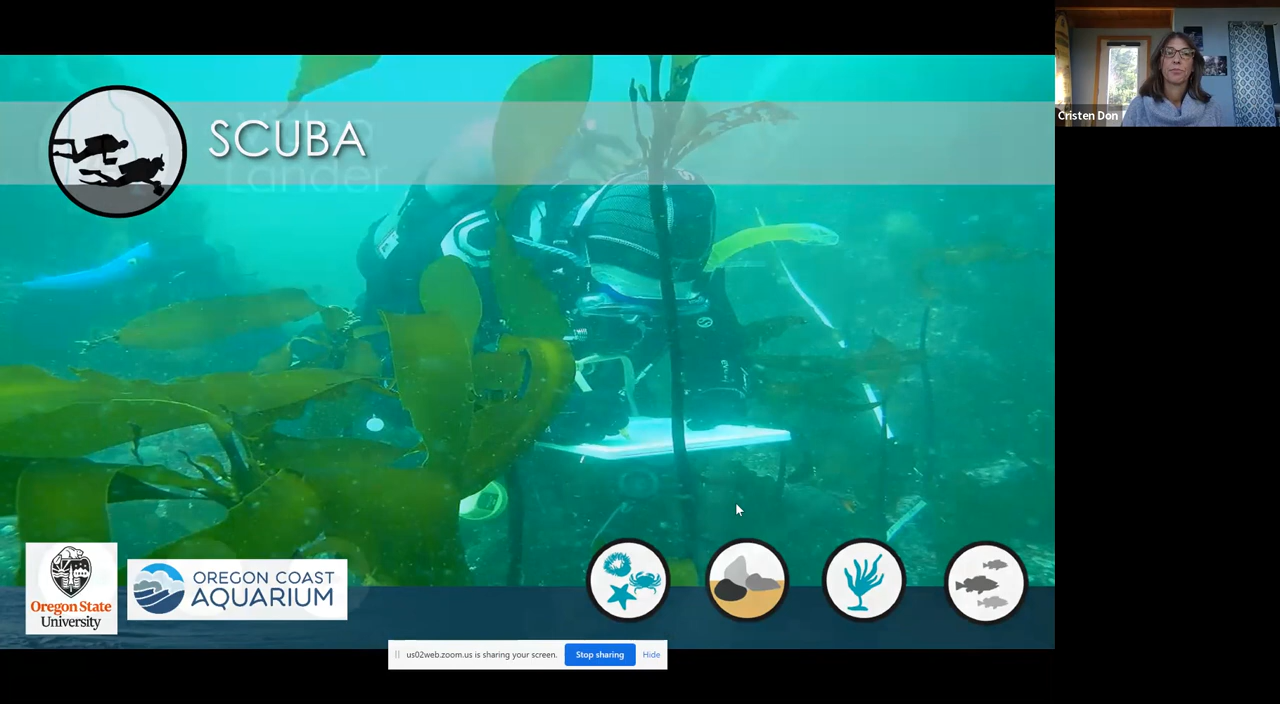 SCUBA
Lander
Cristen Don
Oregon State
University
OREGON COAST
AQUARIUM
us02web.zoom.us is sharing your screen.
Stop sharing
Hide